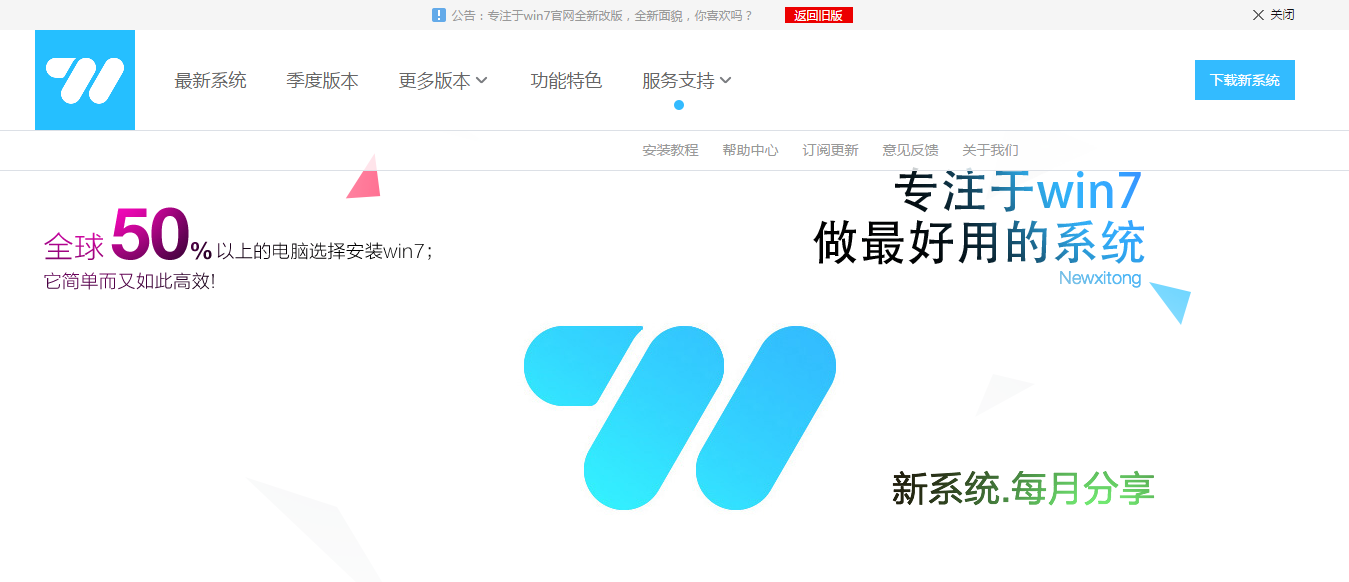 公告：专注于win7官网全新改版，全新面貌，你喜欢吗？ 返回旧版 关闭
最新系统 季度版本 更多版本 功能特色 服务支持 下载新系统
安装教程 帮助中心 订阅更新 意见反馈 关于我们
专注于win7
做最好用的系统
Newxitong
全球50%以上的电脑选择安装win7；
它简单而又如此高效！
新系统.每月分享